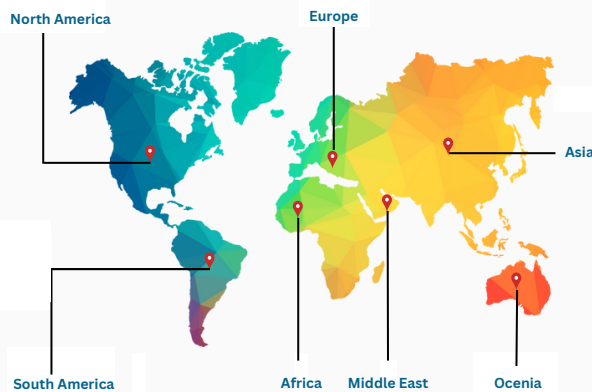 North America
Europe
Asia
South America
Africa
Middle East
Ocenia